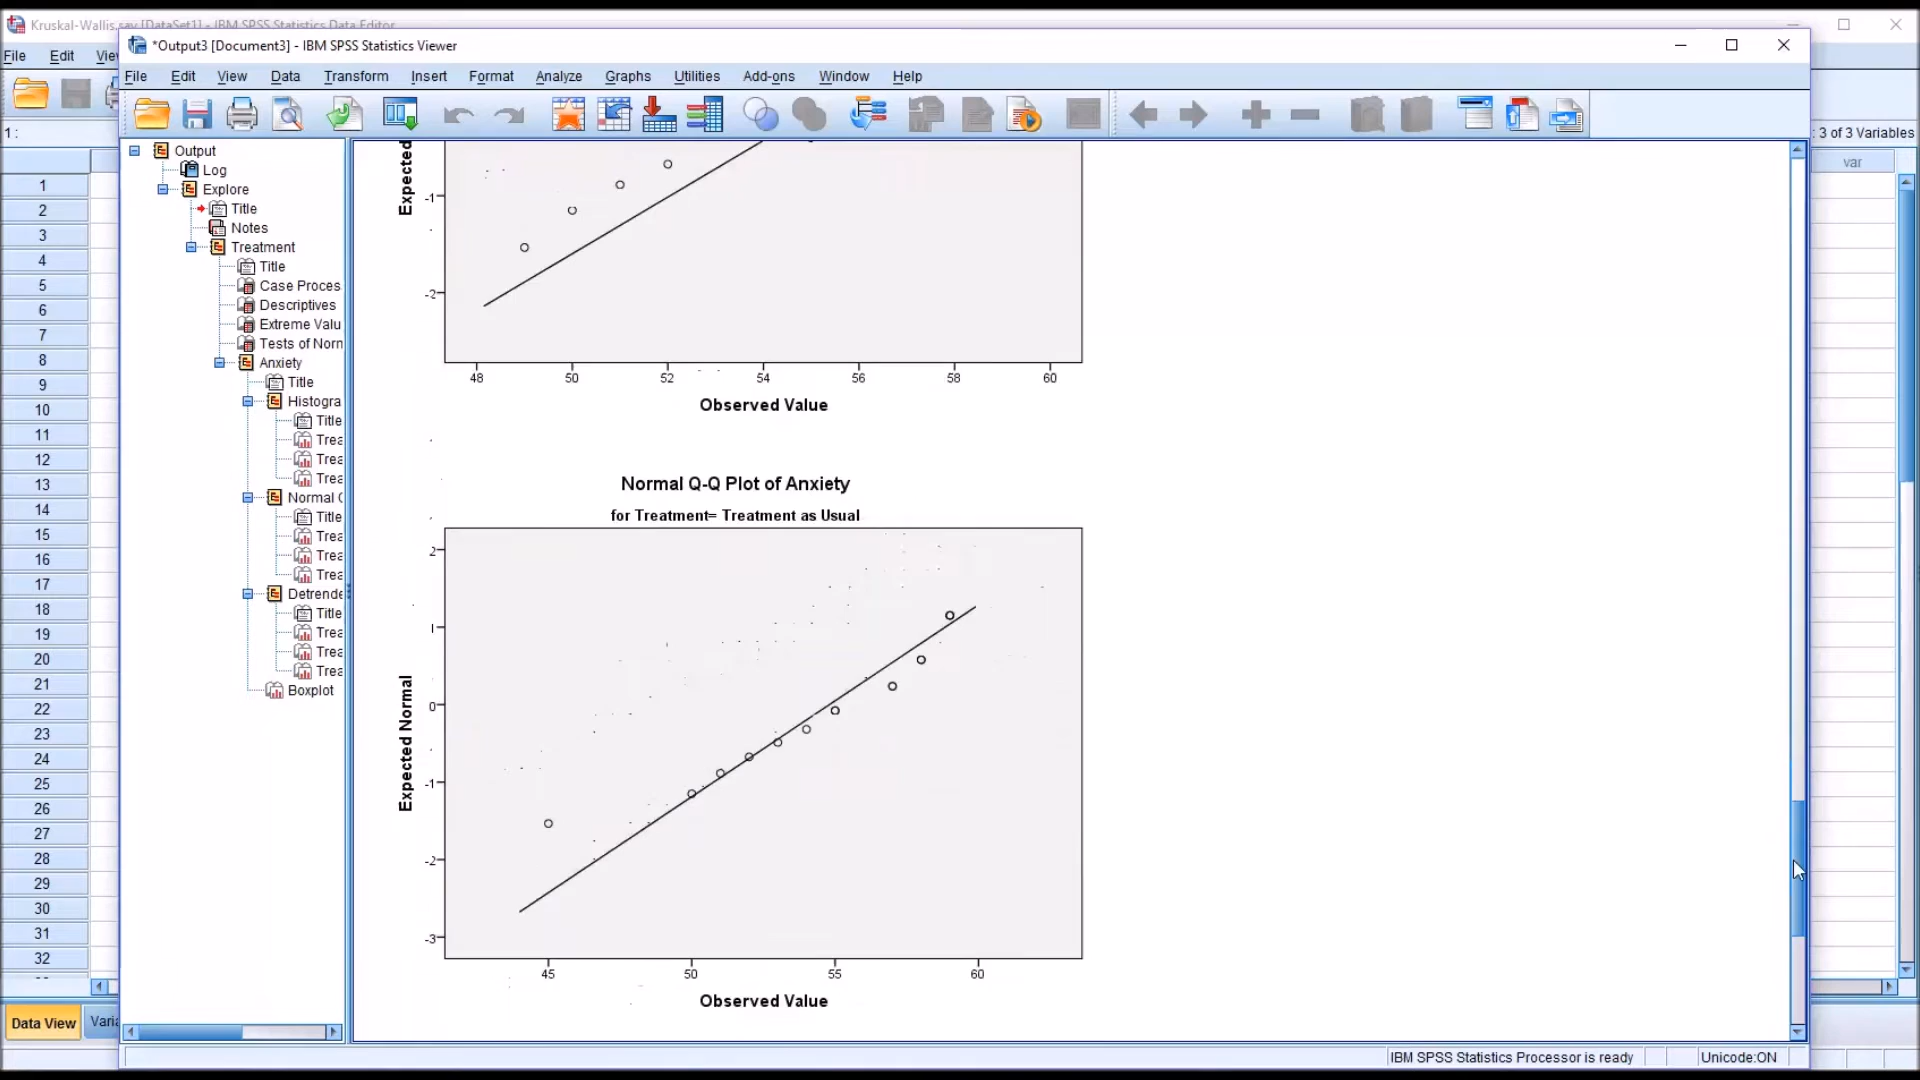 Kruskal-Wallis.sav [DataSet1] - IBM SPSS Statistics Data Editor
*Output3 [Document3] - IBM SPSS Statistics Viewer
File Edit
File Edit View Data Transform Insert Format Analyze Graphs Utilities Add-ons Window Help
1 :
: 3 of 3 Variables
var
1
2
3
4
5
6
7
8
9
10
11
12
13
14
15
16
17
18
19
20
21
22
23
24
25
26
27
28
29
30
31
32
Output
Log
Explore
Title
Notes
Treatment
Title
Case Proces
Descriptives
Extreme Valu
Tests of Norn
Anxiety
Title
Histogra
Title
Trea
Trea
Trea
Normal
Title
Trea
Trea
Trea
Detrende
Title
Trea
Trea
Trea
Boxplot
Expected
-1
-2
48 50 52 54 56 58 60
Observed Value
Normal Q-Q Plot of Anxiety
for Treatment= Treatment as Usual
Expected Normal
2
1
0
-1
-2
-3
45 50 55 60
Observed Value
Data View
Varia
IBM SPSS Statistics Processor is ready
Unicode:ON